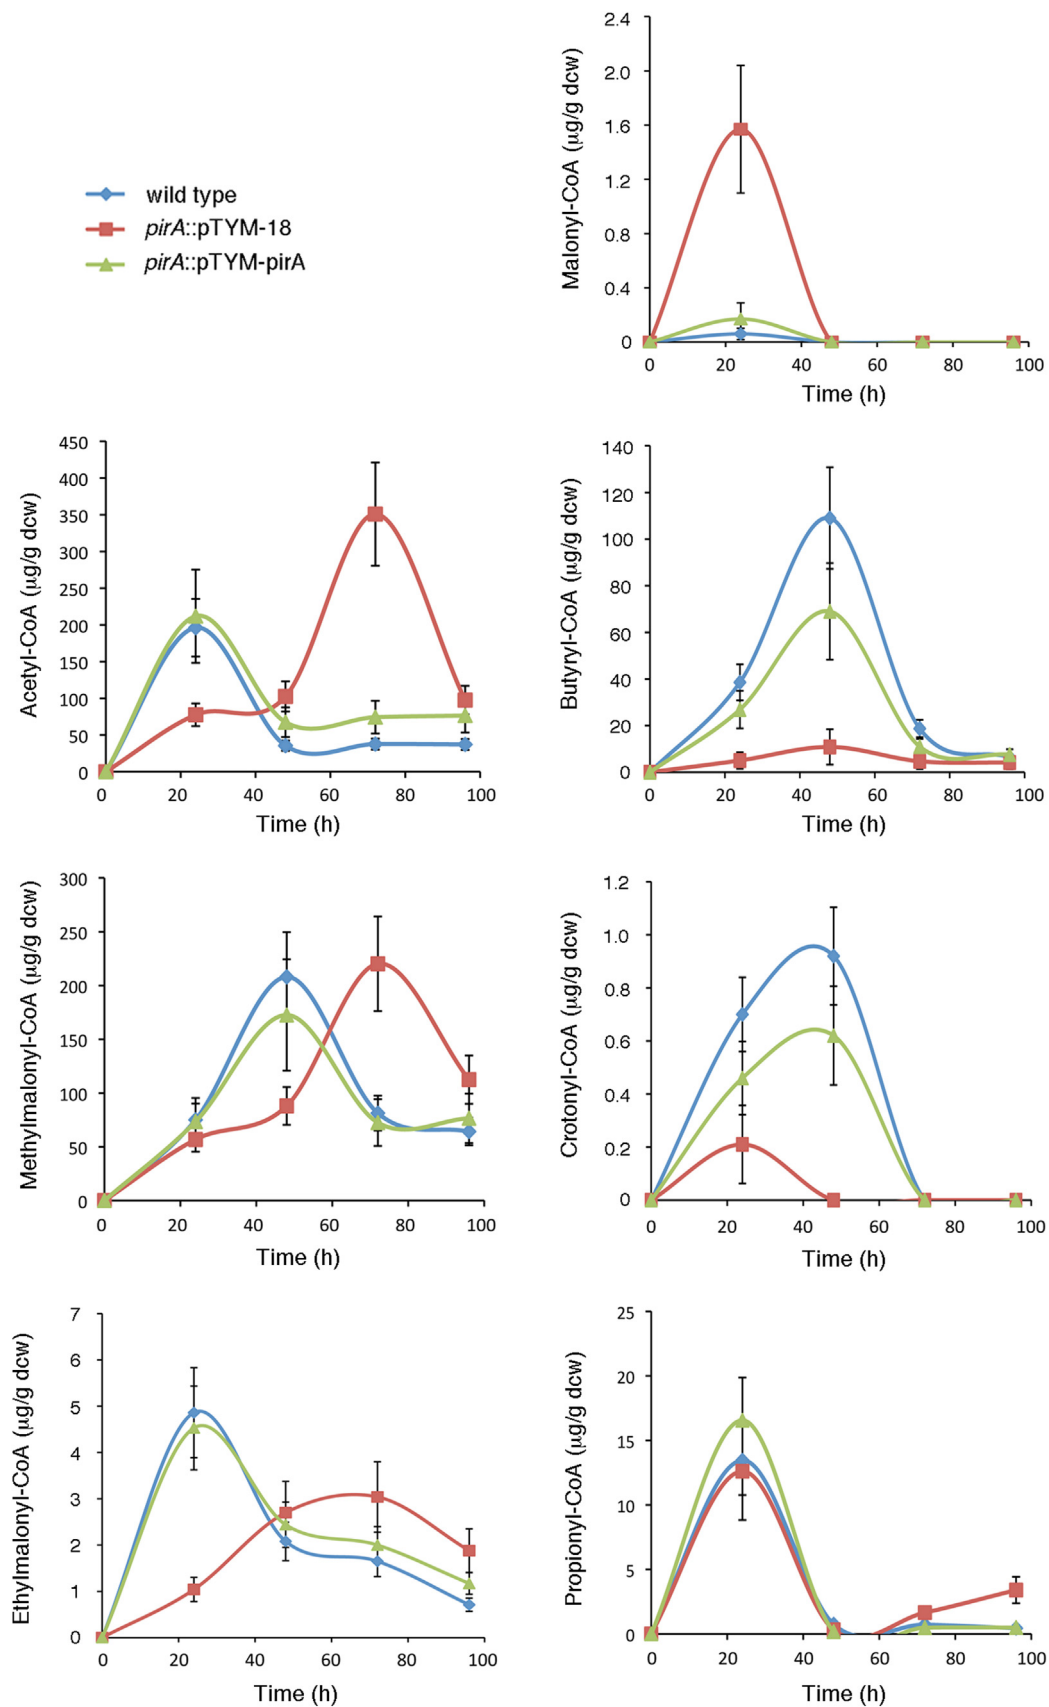 wild type
pirA::pTYM-18
pirA::pTYM-pirA
Malonyl-CoA (μg/g dcw)
2.4
2.0
1.6
1.2
0.8
0.4
0
0 20 40 60 80 100
Time (h)
Acetyl-CoA (μg/g dcw)
450
400
350
300
250
200
150
100
50
0
0 20 40 60 80 100
Time (h)
Butyryl-CoA (μg/g dcw)
140
120
100
80
60
40
20
0
0 20 40 60 80 100
Time (h)
Methylmalonyl-CoA (μg/g dcw)
300
250
200
150
100
50
0
0 20 40 60 80 100
Time (h)
Crotonyl-CoA (μg/g dcw)
1.2
1.0
0.8
0.6
0.4
0.2
0
0 20 40 60 80 100
Time (h)
Ethylmalonyl-CoA (μg/g dcw)
7
6
5
4
3
2
1
0
0 20 40 60 80 100
Time (h)
Propionyl-CoA (μg/g dcw)
25
20
15
10
5
0
0 20 40 60 80 100
Time (h)